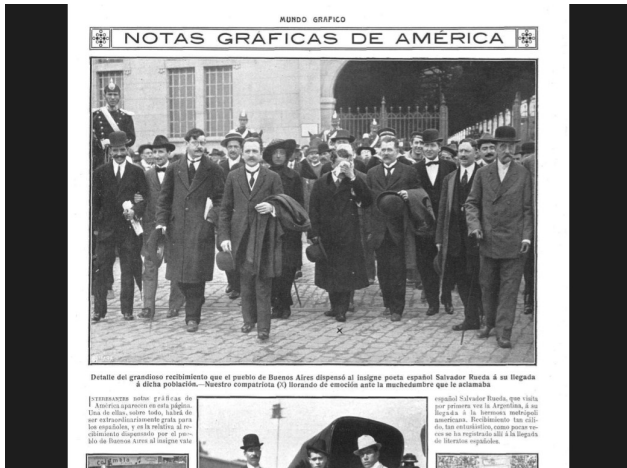 MUNDO GRAFICO
NOTAS GRAFICAS DE AMÉRICA
Detalle del grandioso recibimiento que el pueblo de Buenos Aires dispensó al insigne poeta español Salvador Rueda á su llegada
á dicha población.—Nuestro compatriota (X) llorando de emoción ante la muchedumbre que le aclamaba
INTERESANTES notas gráficas de
América aparecen en esta página.
Una de ellas, sobre todo, habrá de
ser extraordinariamente grata para
los españoles, y es la relativa al re-
cibimiento dispensado por el pue-
blo de Buenos Aires al insigne vate
español Salvador Rueda, que visita
por primera vez la Argentina, á su
llegada á la hermosa metrópoli
americana. Recibimiento tan cáli-
do, tan entusiástico, como pocas ve-
ces se ha registrado allí á la llegada
de literatos españoles.